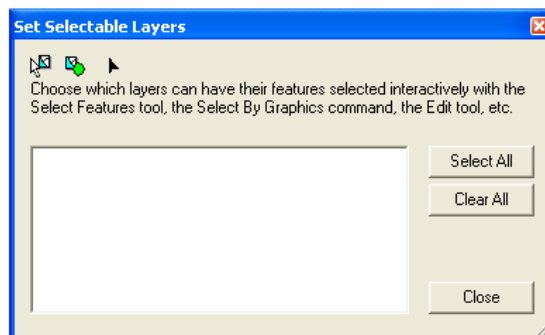 Set Selectable Layers
Choose which layers can have their features selected interactively with the
Select Features tool, the Select By Graphics command, the Edit tool, etc.
Select All
Clear All
Close